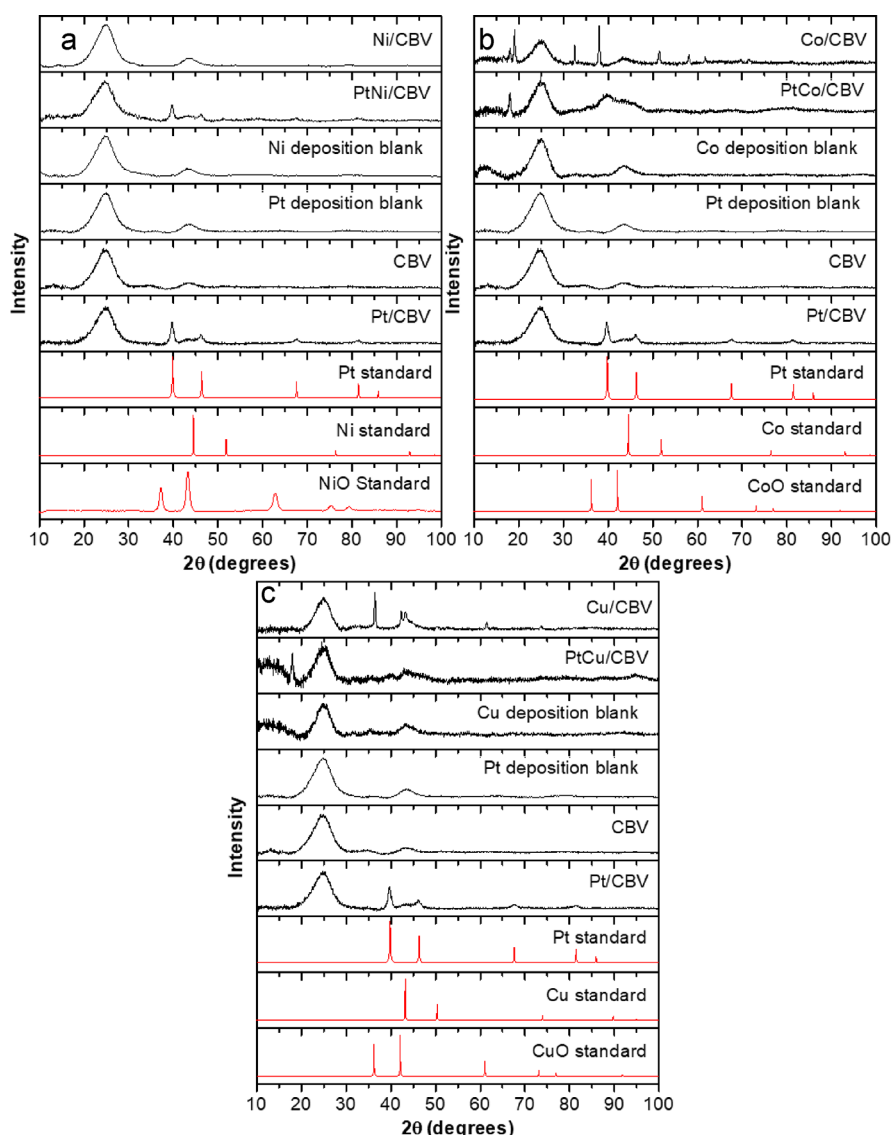 a
Ni/CBV
PtNi/CBV
Ni deposition blank
Pt deposition blank
CBV
Pt/CBV
Pt standard
Ni standard
NiO Standard
Intensity
10 20 30 40 50 60 70 80 90 100
2θ (degrees)
b
Co/CBV
PtCo/CBV
Co deposition blank
Pt deposition blank
CBV
Pt/CBV
Pt standard
Co standard
CoO standard
Intensity
10 20 30 40 50 60 70 80 90 100
2θ (degrees)
c
Cu/CBV
PtCu/CBV
Cu deposition blank
Pt deposition blank
CBV
Pt/CBV
Pt standard
Cu standard
CuO standard
Intensity
10 20 30 40 50 60 70 80 90 100
2θ (degrees)